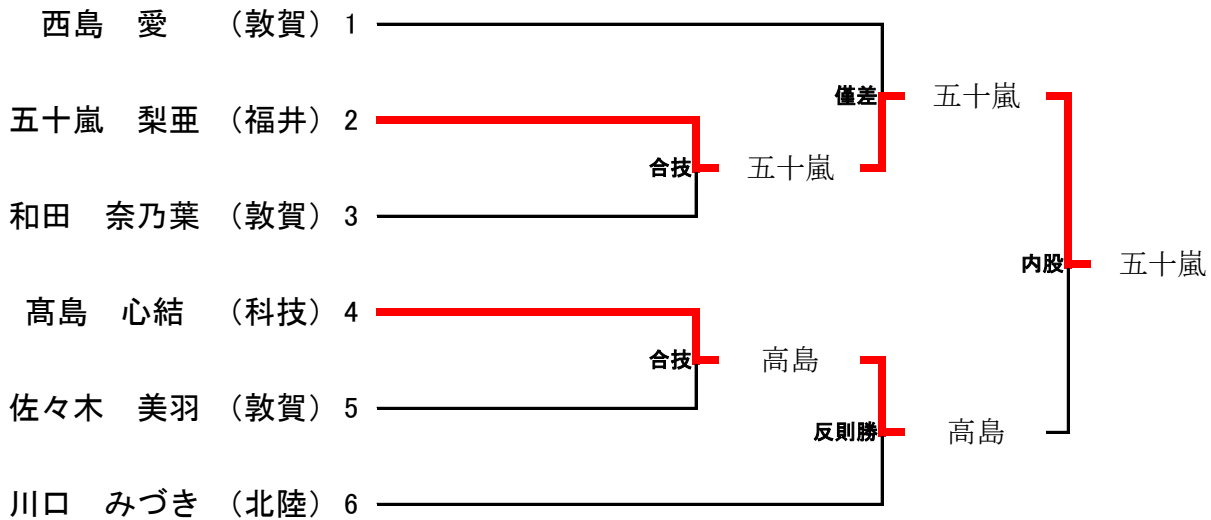 西島 愛 （敦賀） 1
僅差 五十嵐
五十嵐 梨亜 （福井） 2
合技 五十嵐
和田 奈乃葉 （敦賀） 3
内股 五十嵐
髙島 心結 （科技） 4
合技 高島
佐々木 美羽 （敦賀） 5
反則勝 高島
川口 みづき （北陸） 6